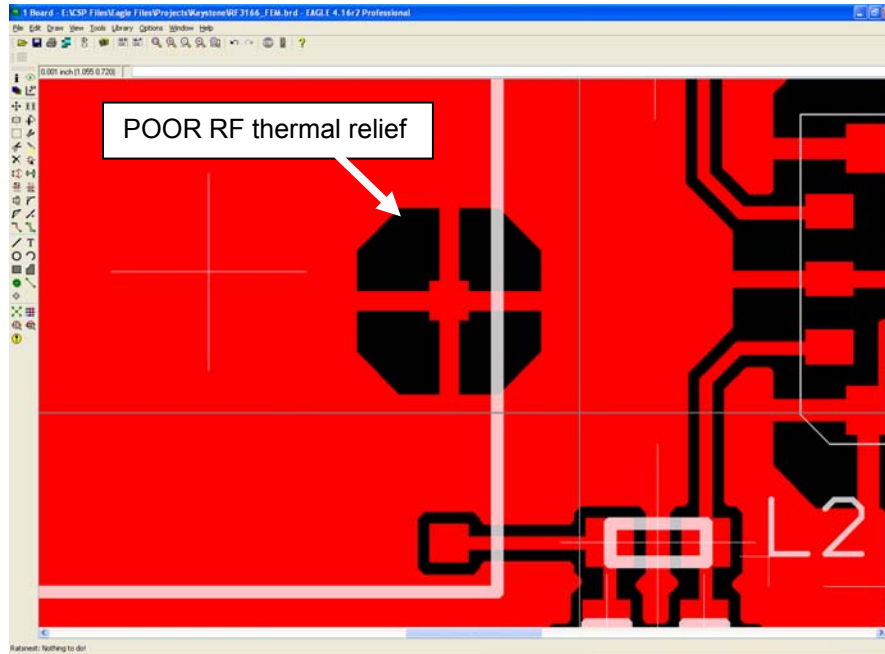 1 Board - E:\CSP Files\Eagle Files\Projects\Keystone\RF3166_FEM.brd - EAGLE 4.16r2 Professional
File Edit Draw View Tools Library Options Window Help
0.001 inch (1.055 0.720)
POOR RF thermal relief
L2
Ratsnest: Nothing to do!